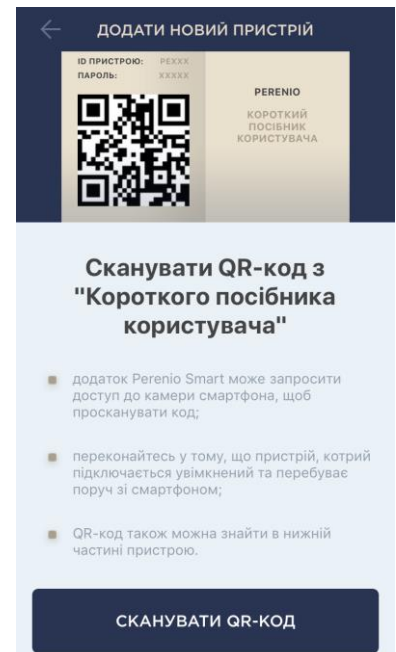 ДОДАТИ НОВИЙ ПРИСТРІЙ
ID ПРИСТРОЮ: PEXXX
ПАРОЛЬ: XXXXX
PERENIO
КОРОТКИЙ
ПОСІБНИК
КОРИСТУВАЧА
Сканувати QR-код з
"Короткого посібника
користувача"
додаток Perenio Smart може запросити
доступ до камери смартфона, щоб
просканувати код;
переконайтесь у тому, що пристрій, котрий
підключається увімкнений та перебуває
поруч зі смартфоном;
QR-код також можна знайти в нижній
частині пристрою.
СКАНУВАТИ QR-КОД